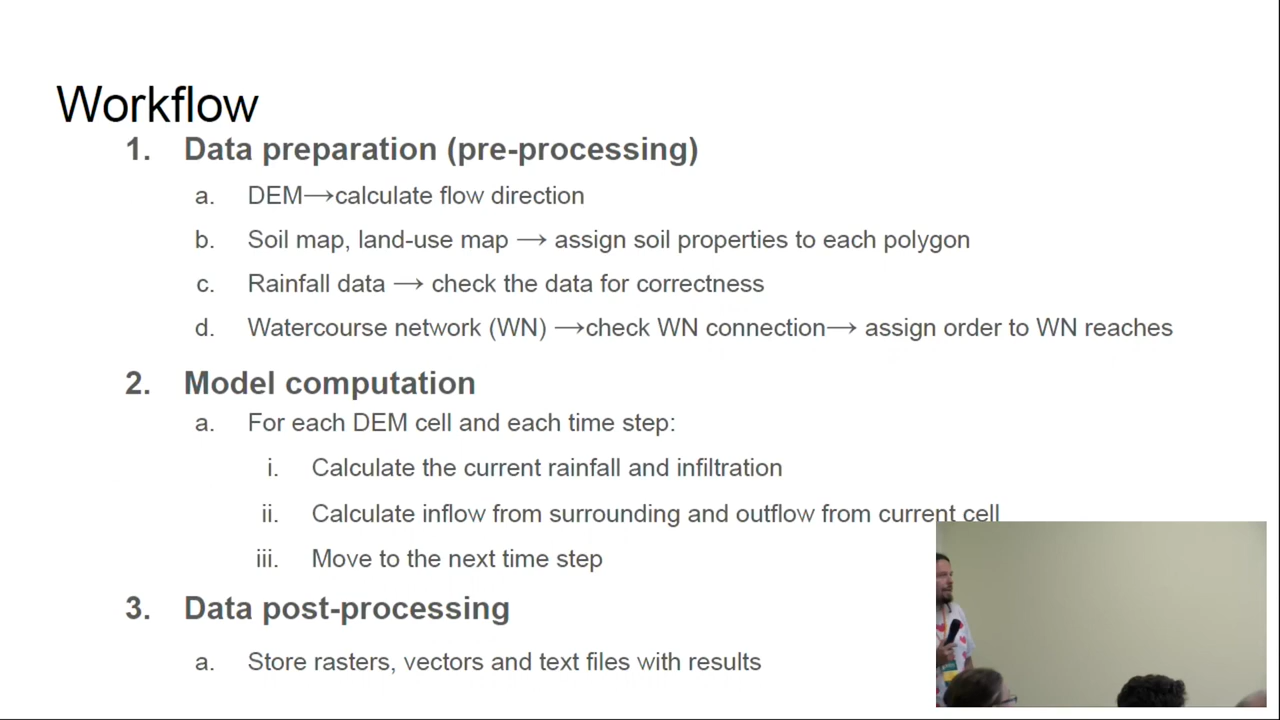 Workflow
1. Data preparation (pre-processing)
a. DEM→calculate flow direction
b. Soil map, land-use map → assign soil properties to each polygon
c. Rainfall data → check the data for correctness
d. Watercourse network (WN) →check WN connection→ assign order to WN reaches
2. Model computation
a. For each DEM cell and each time step:
i. Calculate the current rainfall and infiltration
ii. Calculate inflow from surrounding and outflow from current cell
iii. Move to the next time step
3. Data post-processing
a. Store rasters, vectors and text files with results